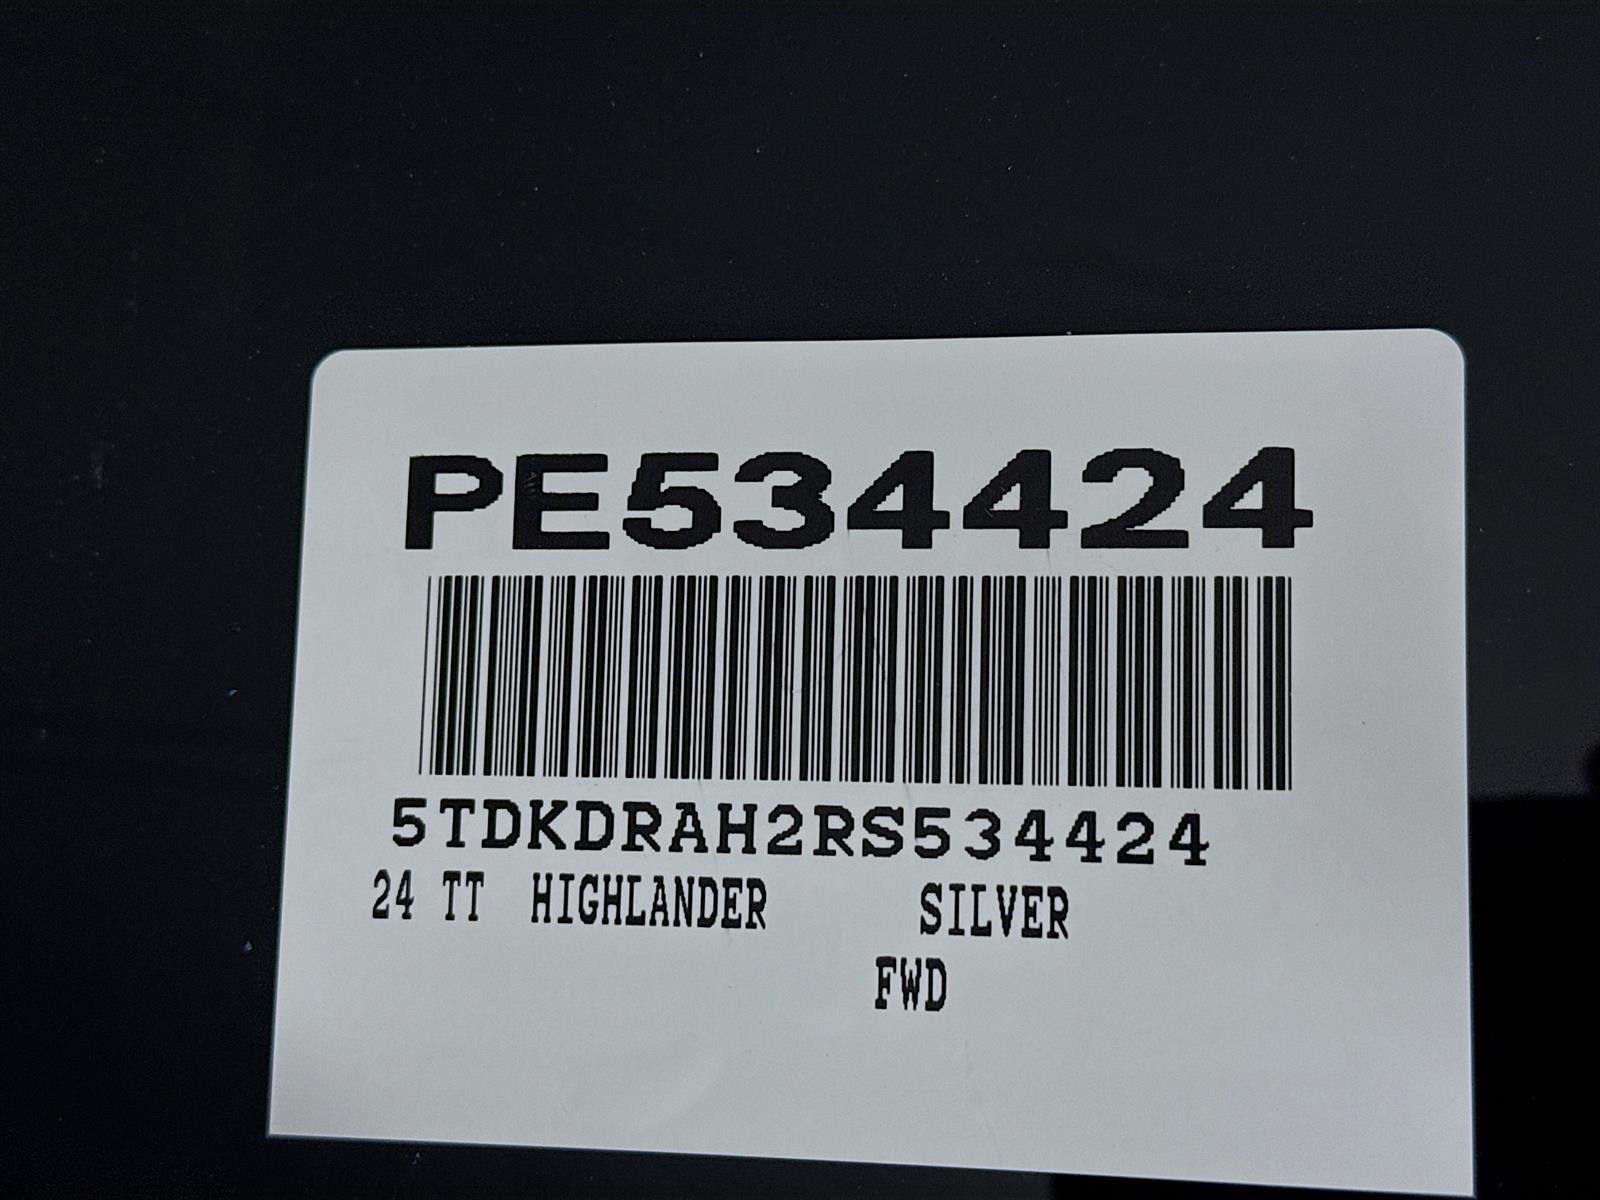 PE534424
5TDKDRAH2RS534424
24 TT HIGHLANDER SILVER
FWD